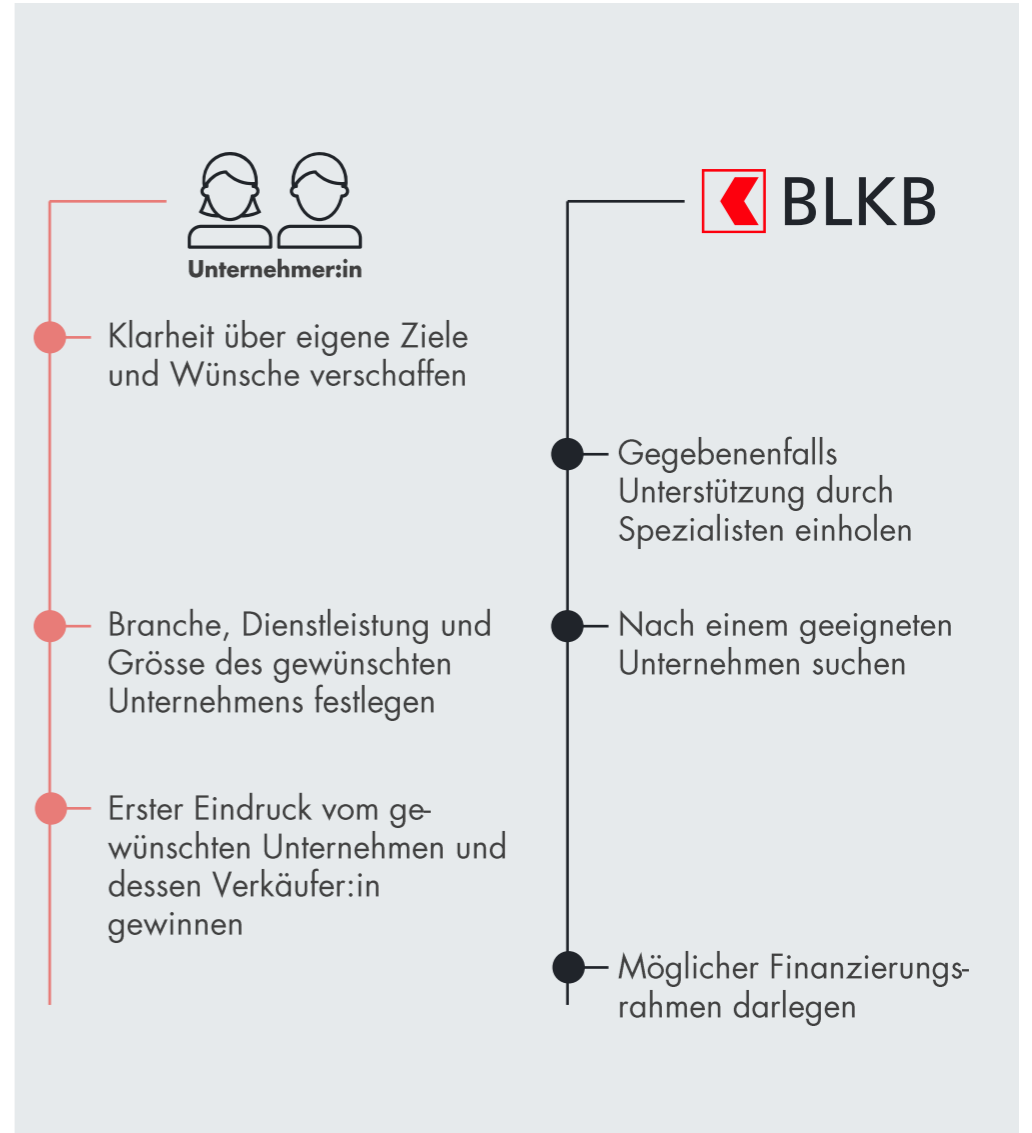 Unternehmer:in
Klarheit über eigene Ziele
und Wünsche verschaffen
Branche, Dienstleistung und
Grösse des gewünschten
Unternehmens festlegen
Erster Eindruck vom ge-
wünschten Unternehmen und
dessen Verkäufer:in
gewinnen
BLKB
Gegebenenfalls
Unterstützung durch
Spezialisten einholen
Nach einem geeigneten
Unternehmen suchen
Möglicher Finanzierungs-
rahmen darlegen